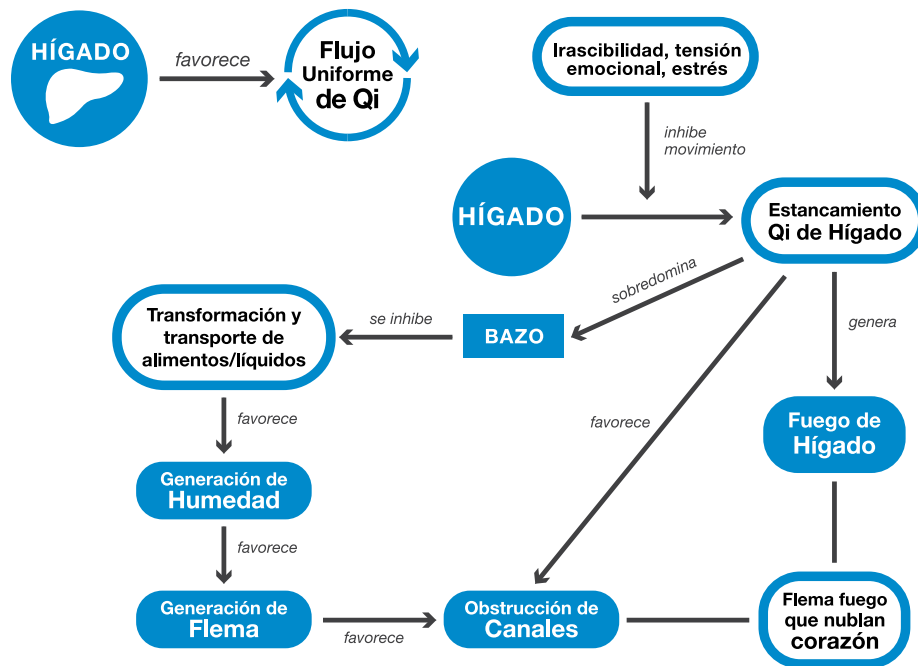 HÍGADO
favorece
Flujo
Uniforme
de Qi
Irascibilidad, tensión
emocional, estrés
inhibe
movimiento
HÍGADO
Estancamiento
Qi de Hígado
sobredomina
genera
Transformación y
transporte de
alimentos/líquidos
se inhibe
BAZO
favorece
favorece
Fuego de
Hígado
Generación de
Humedad
favorece
Generación de
Flema
favorece
Obstrucción de
Canales
Flema fuego
que nublan
corazón